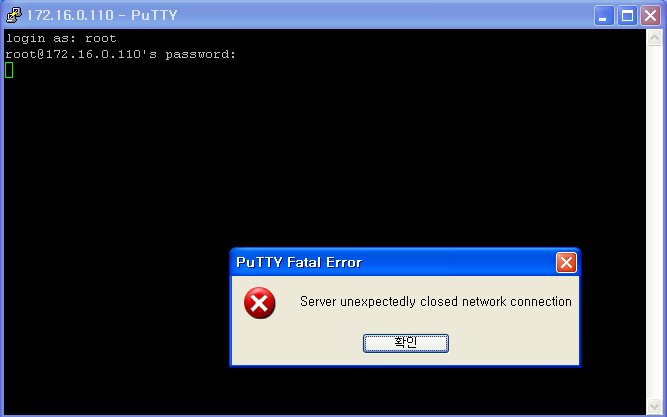 172.16.0.110 - PuTTY
login as: root
root@172.16.0.110's password:
PuTTY Fatal Error
Server unexpectedly closed network connection
확인